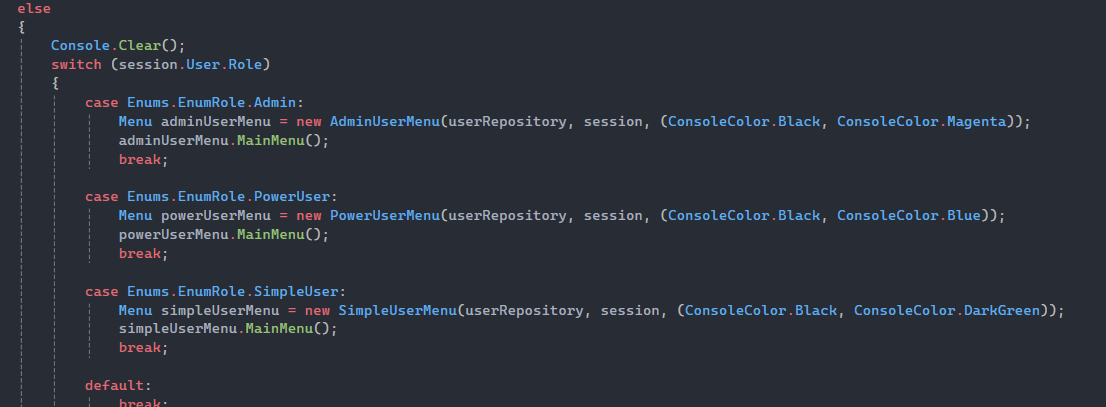 else
{
Console.Clear();
switch (session.User.Role)
{
case Enums.EnumRole.Admin:
Menu adminUserMenu = new AdminUserMenu(userRepository, session, (ConsoleColor.Black, ConsoleColor.Magenta));
adminUserMenu.MainMenu();
break;
case Enums.EnumRole.PowerUser:
Menu powerUserMenu = new PowerUserMenu(userRepository, session, (ConsoleColor.Black, ConsoleColor.Blue));
powerUserMenu.MainMenu();
break;
case Enums.EnumRole.SimpleUser:
Menu simpleUserMenu = new SimpleUserMenu(userRepository, session, (ConsoleColor.Black, ConsoleColor.DarkGreen));
simpleUserMenu.MainMenu();
break;
default:
break;